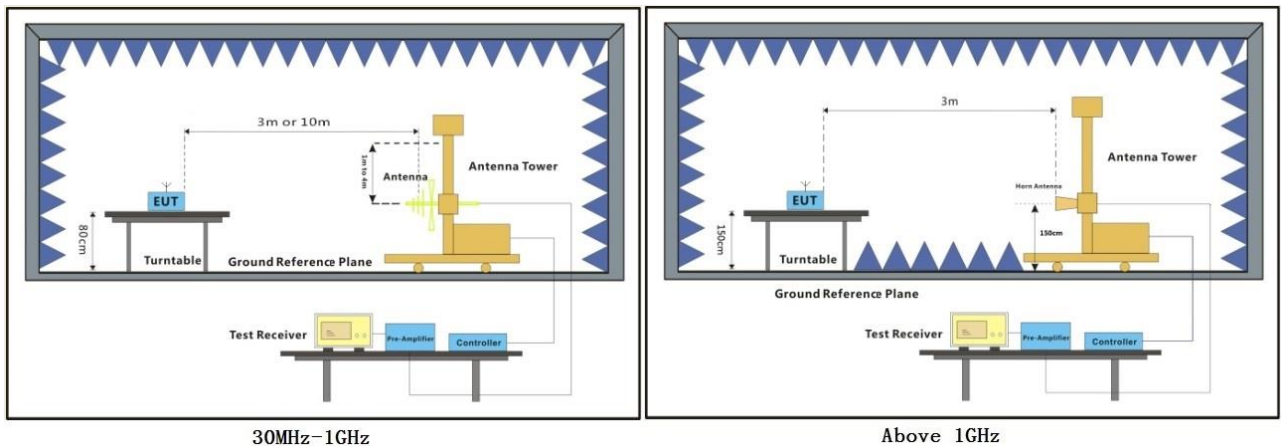 3m or 10m
1m to 4m
Antenna
Antenna Tower
EUT
80cm
Turntable
Ground Reference Plane
Test Receiver
Pre-Amplifier
Controller
30MHz-1GHz
3m
Antenna Tower
Horn Antenna
EUT
150cm
150cm
Turntable
Ground Reference Plane
Test Receiver
Pre-Amplifier
Controller
Above 1GHz